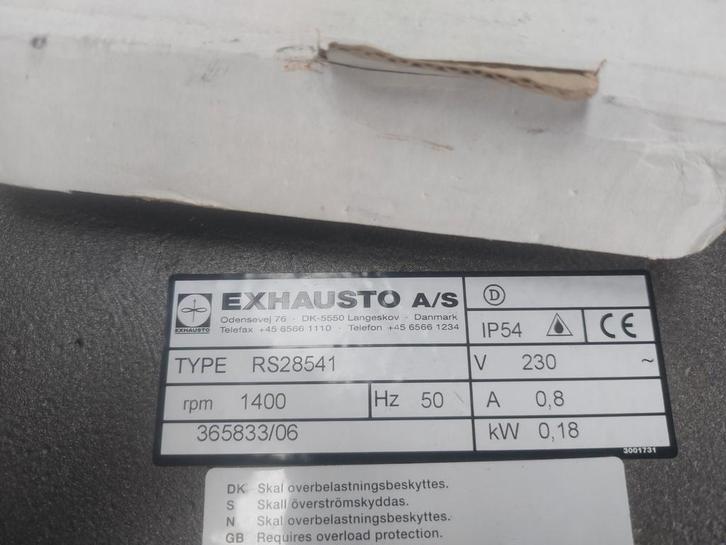 EXHAUSTO
EXHAUSTO A/S
Odensevej 76 · DK-5550 Langeskov · Danmark
Telefax +45 6566 1110 · Telefon +45 6566 1234
D
IP54 CE
TYPE RS28541
V 230 ~
rpm 1400 Hz 50
A 0,8
365833/06
kW 0,18
3001731
DK Skal overbelastningsbeskyttes.
S Skall överströmskyddas.
N Skal overbelastningsbeskyttes.
GB Requires overload protection.